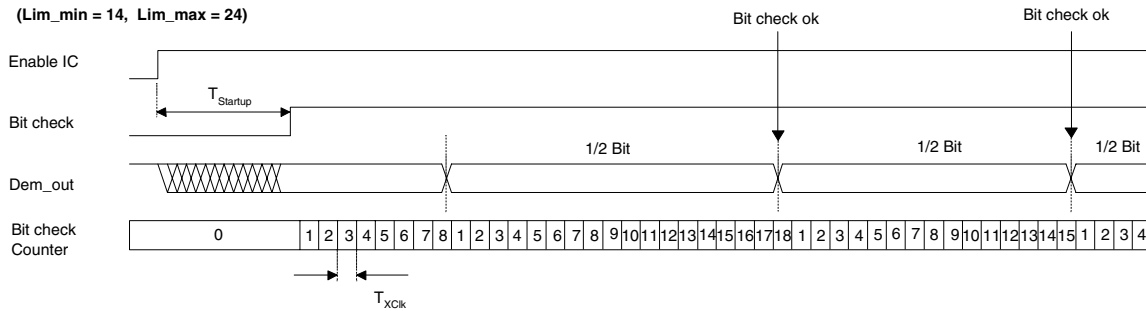 (Lim_min = 14, Lim_max = 24)
Bit check ok
Bit check ok
Enable IC
T_Startup
Bit check
1/2 Bit
1/2 Bit
1/2 Bit
Dem_out
Bit check
Counter
0 1 2 3 4 5 6 7 8 1 2 3 4 5 6 7 8 9 10 11 12 13 14 15 16 17 18 1 2 3 4 5 6 7 8 9 10 11 12 13 14 15 1 2 3 4
T_XClk